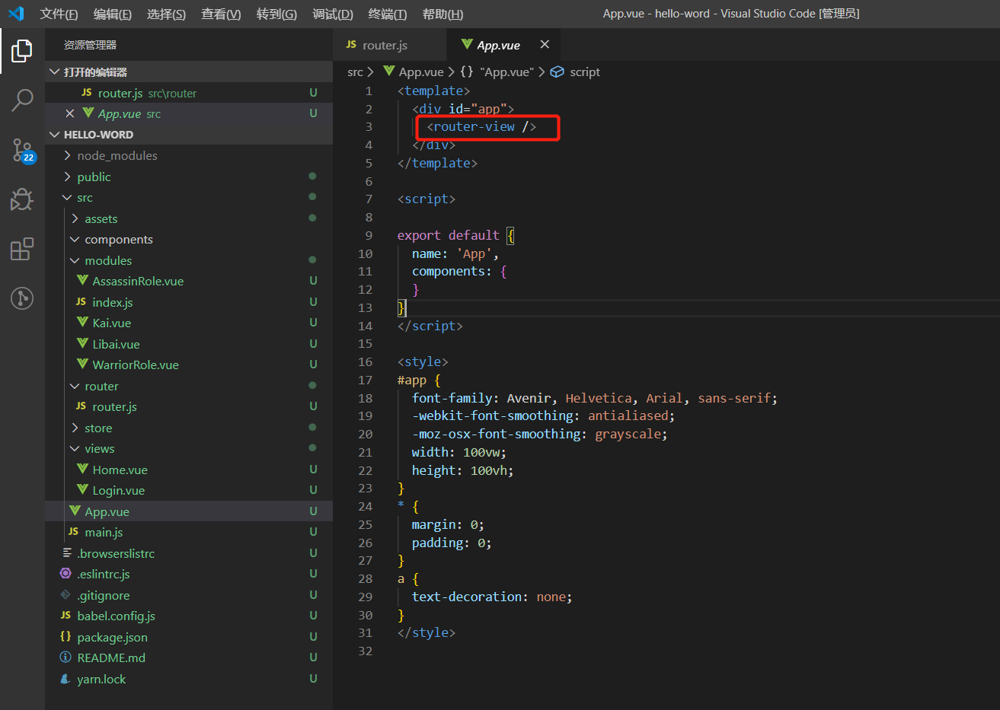 文件(F) 编辑(E) 选择(S) 查看(V) 转到(G) 调试(D) 终端(T) 帮助(H) App.vue - hello-word - Visual Studio Code [管理员]
资源管理器
打开的编辑器
JS router.js src\router U
App.vue src U
HELLO-WORD
node_modules
public
src
assets
components
modules
AssassinRole.vue U
JS index.js U
Kai.vue U
Libai.vue U
WarriorRole.vue U
router
JS router.js U
store
views
Home.vue U
Login.vue U
App.vue U
JS main.js U
.browserslistrc U
.eslintrc.js U
.gitignore U
JS babel.config.js U
{} package.json U
README.md U
yarn.lock U
22
JS router.js App.vue ×
src > App.vue > {} "App.vue" > script
1 <template>
2 <div id="app">
3 <router-view />
4 </div>
5 </template>
6
7 <script>
8
9 export default {
10 name: 'App',
11 components: {
12 }
13 }
14 </script>
15
16 <style>
17 #app {
18 font-family: Avenir, Helvetica, Arial, sans-serif;
19 -webkit-font-smoothing: antialiased;
20 -moz-osx-font-smoothing: grayscale;
21 width: 100vw;
22 height: 100vh;
23 }
24 * {
25 margin: 0;
26 padding: 0;
27 }
28 a {
29 text-decoration: none;
30 }
31 </style>
32